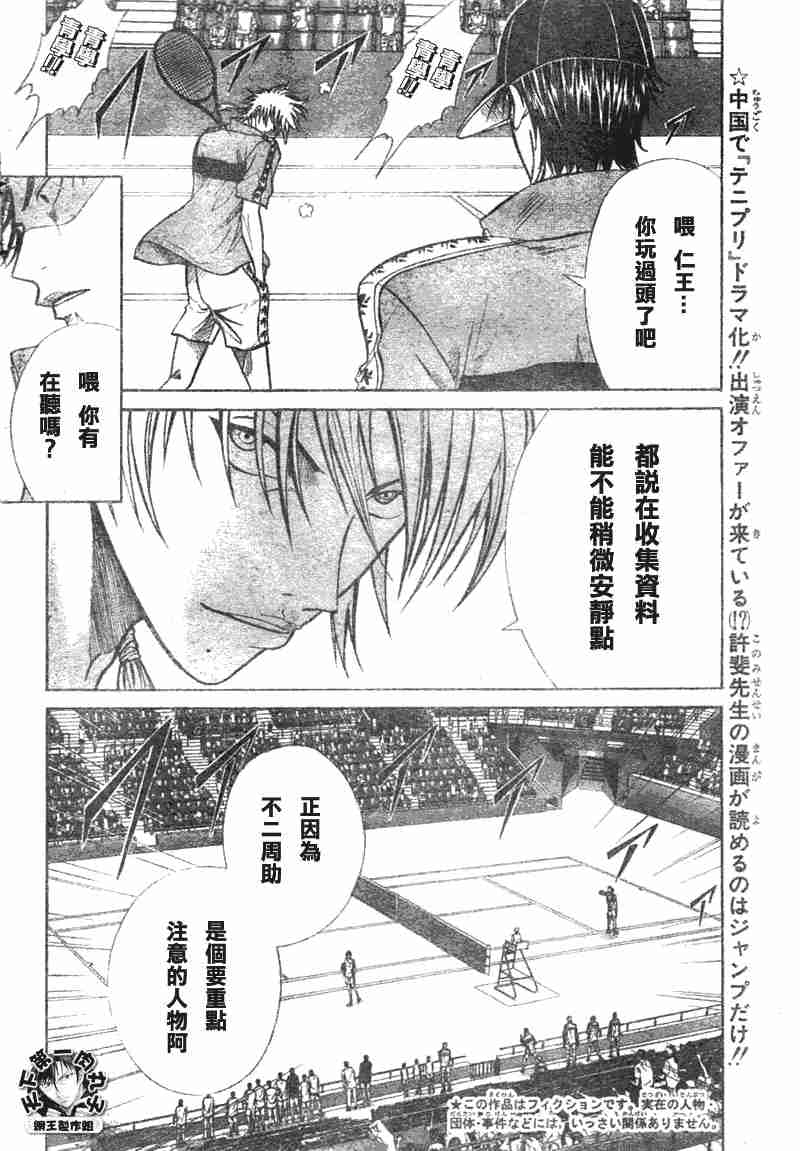 青學
青學!!
青學
青學!!
喂 仁王…
你玩過頭了吧
喂 你有
在聽嗎？
都說在收集資料
能不能稍微安靜點
正因為
不二周助
是個要重點
注意的人物阿
☆中国で『テニプリ』ドラマ化!!出演オファーが来ている(!?)許斐先生の漫画が読めるのはジャンプだけ!!
★この作品はフィクションです。実在の人物・
団体・事件などには、いっさい関係ありません。
網王製作組